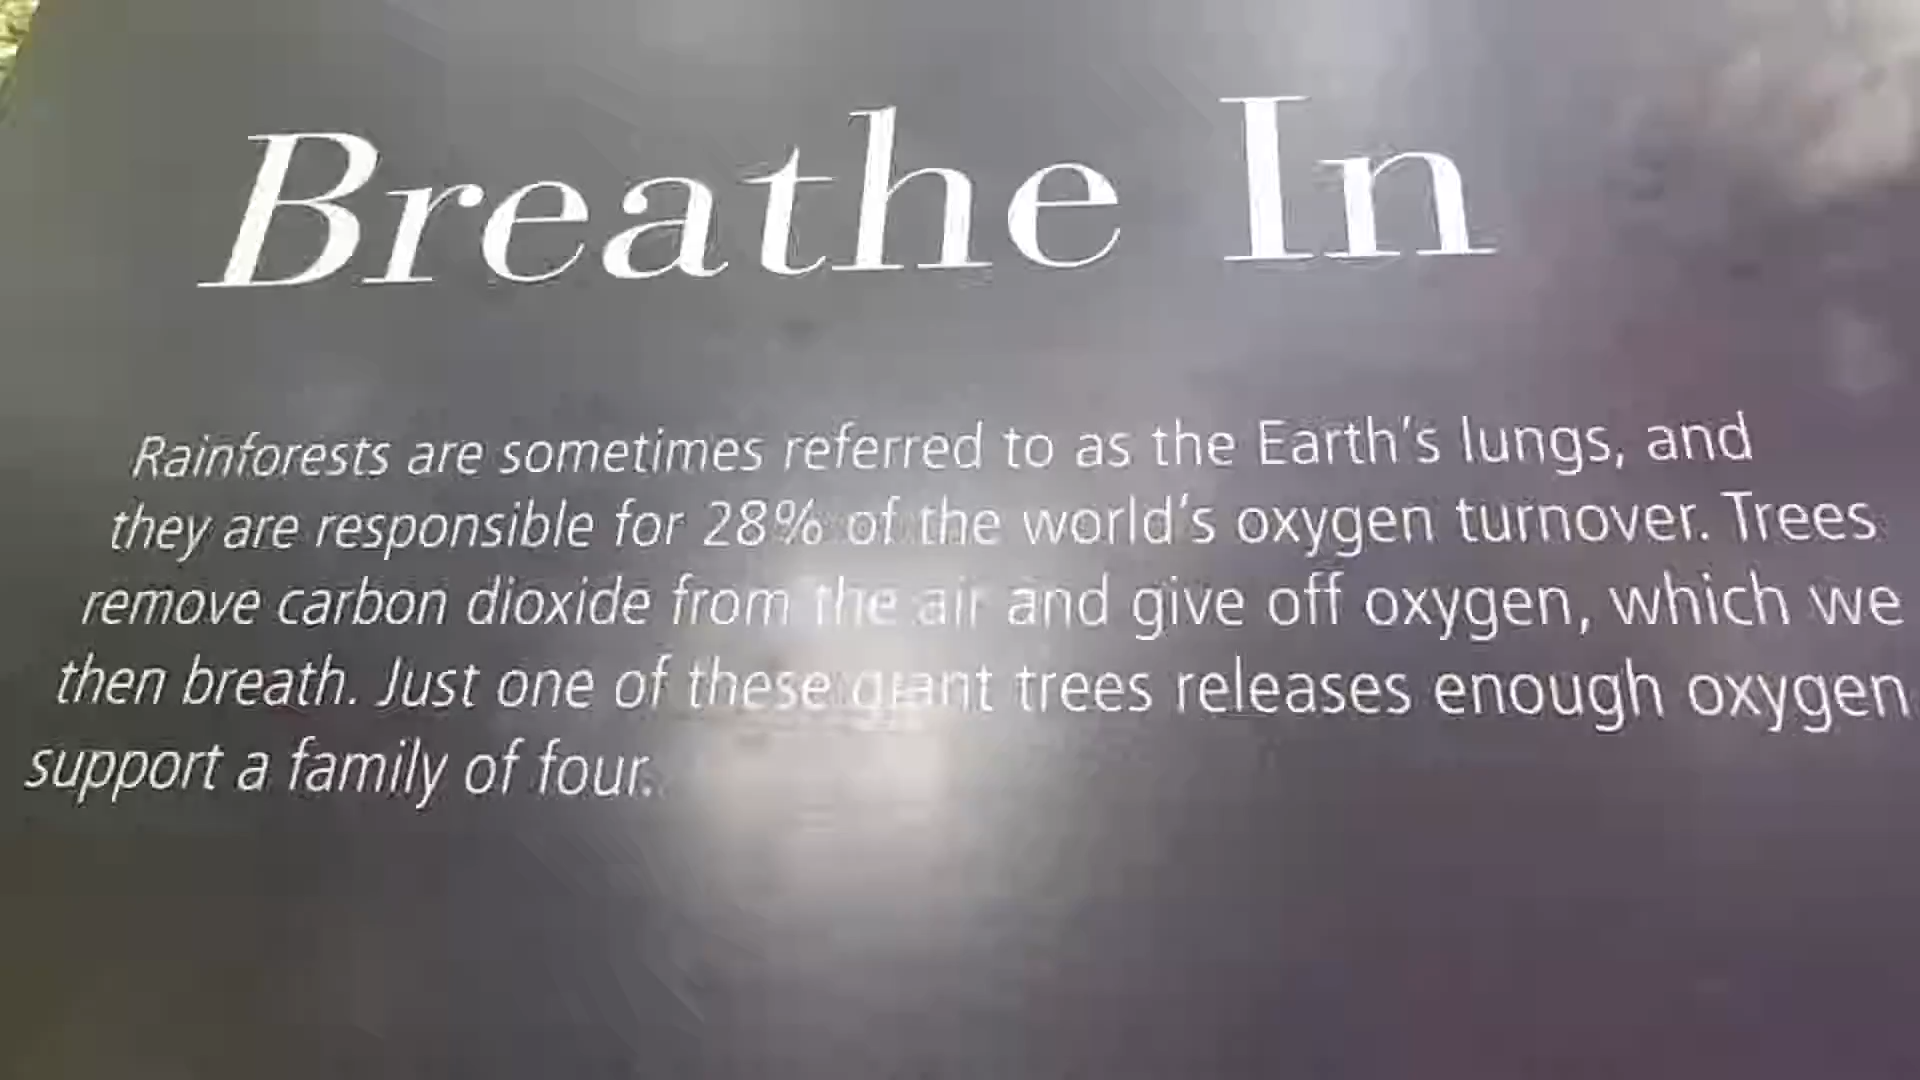 Breathe In
Rainforests are sometimes referred to as the Earth's lungs, and
they are responsible for 28% of the world's oxygen turnover. Trees
remove carbon dioxide from the air and give off oxygen, which we
then breath. Just one of these giant trees releases enough oxygen
support a family of four.